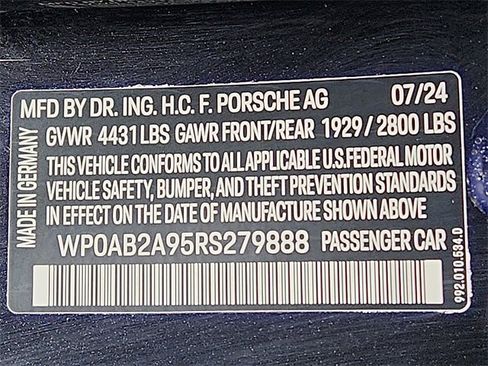 MFD BY DR. ING. H.C. F. PORSCHE AG 07/24
GVWR 4431 LBS GAWR FRONT/REAR 1929 / 2800 LBS
THIS VEHICLE CONFORMS TO ALL APPLICABLE U.S.FEDERAL MOTOR
VEHICLE SAFETY, BUMPER, AND THEFT PREVENTION STANDARDS
IN EFFECT ON THE DATE OF MANUFACTURE SHOWN ABOVE
WP0AB2A95RS279888 PASSENGER CAR
MADE IN GERMANY
992.010.534.D